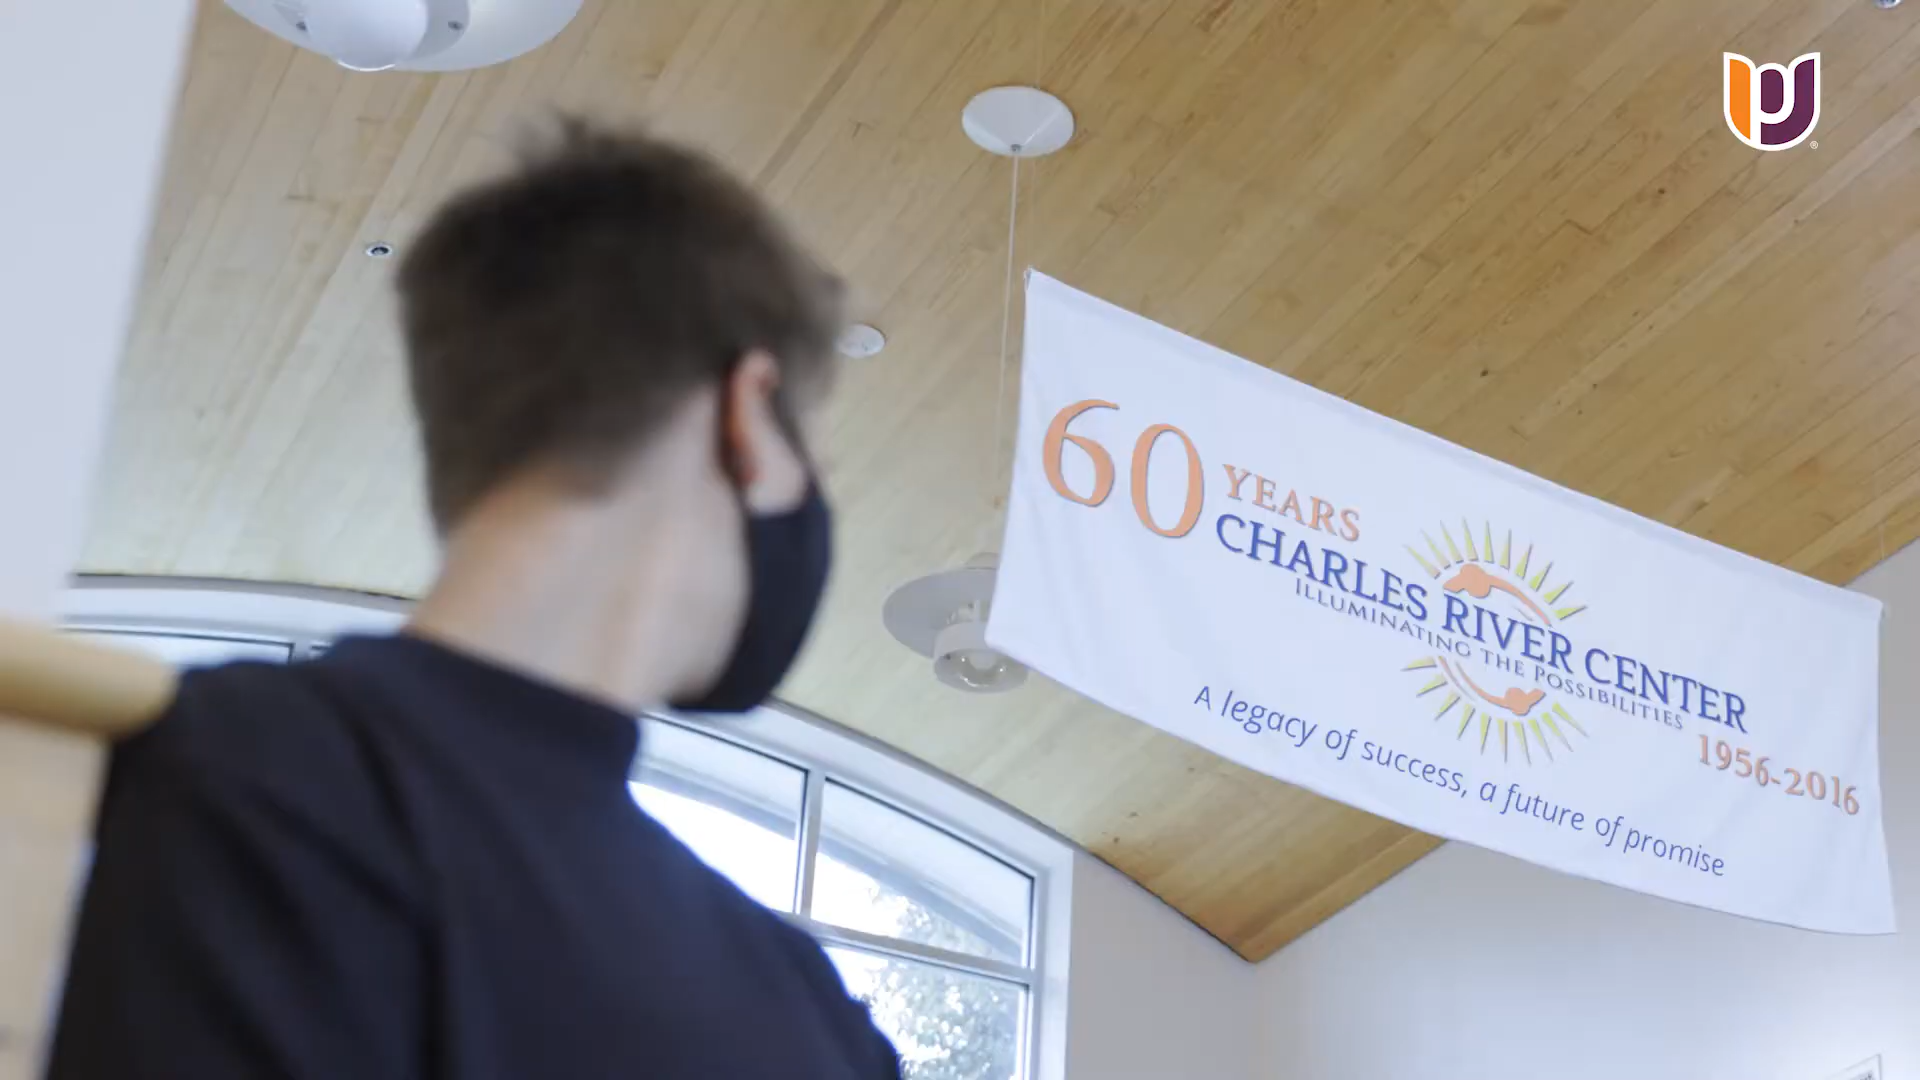 60 YEARS
CHARLES RIVER CENTER
ILLUMINATING THE POSSIBILITIES
1956-2016
A legacy of success, a future of promise